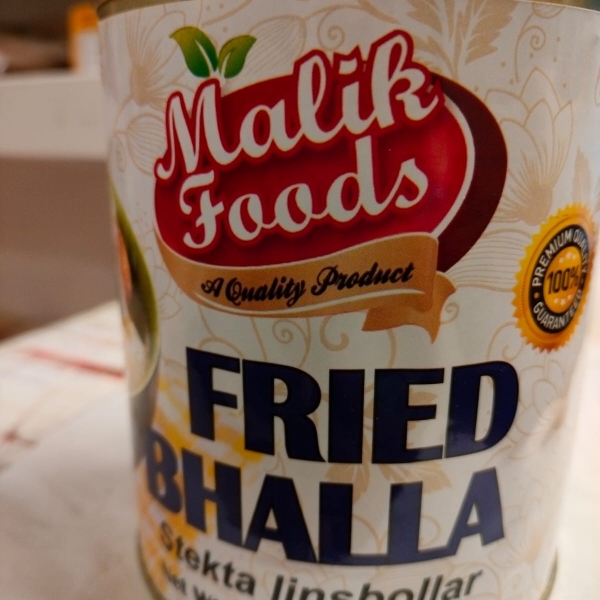 Malik
Foods
A Quality Product
PREMIUM QUALITY
100%
GUARANTEE
FRIED
BHALLA
Stekta linsbollar